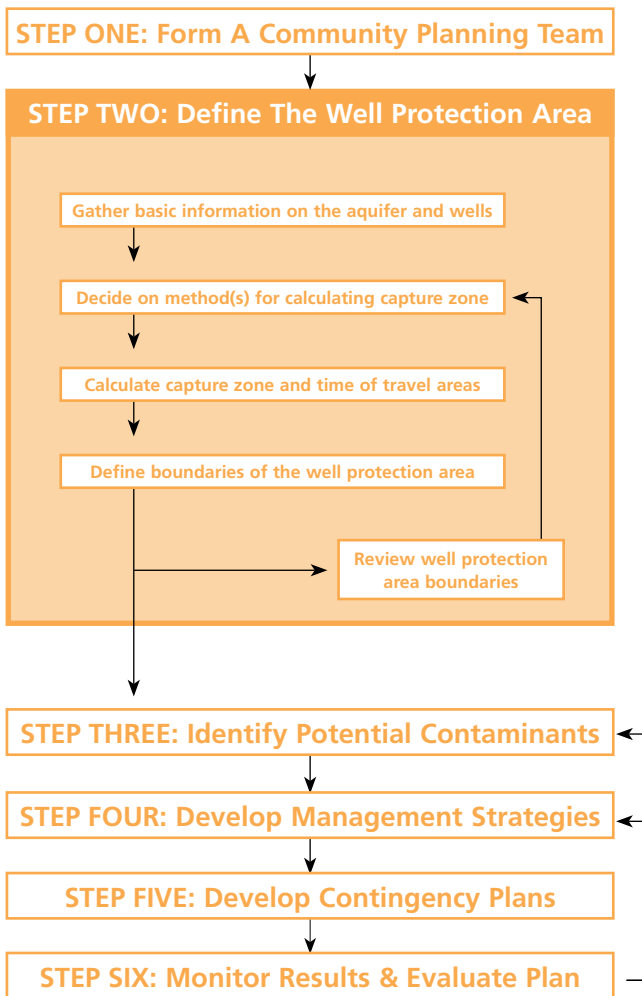 STEP ONE: Form A Community Planning Team
STEP TWO: Define The Well Protection Area
Gather basic information on the aquifer and wells
Decide on method(s) for calculating capture zone
Calculate capture zone and time of travel areas
Define boundaries of the well protection area
Review well protection
area boundaries
STEP THREE: Identify Potential Contaminants
STEP FOUR: Develop Management Strategies
STEP FIVE: Develop Contingency Plans
STEP SIX: Monitor Results & Evaluate Plan